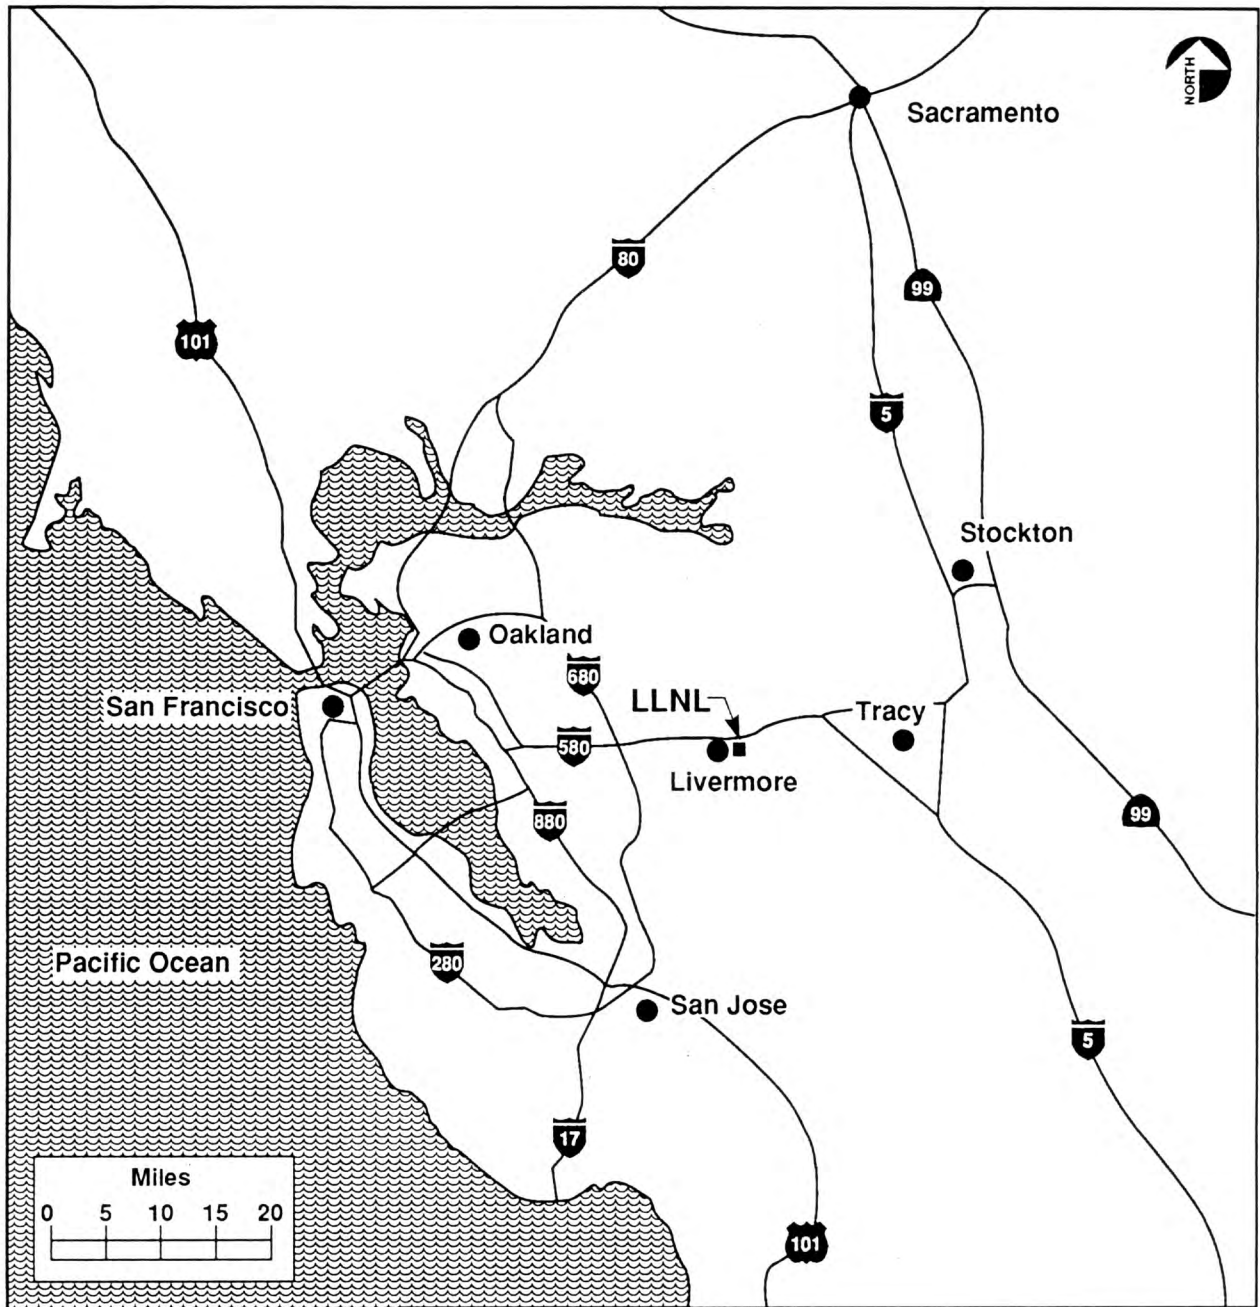 NORTH
Sacramento
80
99
101
5
Stockton
Oakland
680
LLNL
San Francisco
Tracy
580
Livermore
880
99
Pacific Ocean
280
San Jose
5
17
Miles
0 5 10 15 20
101